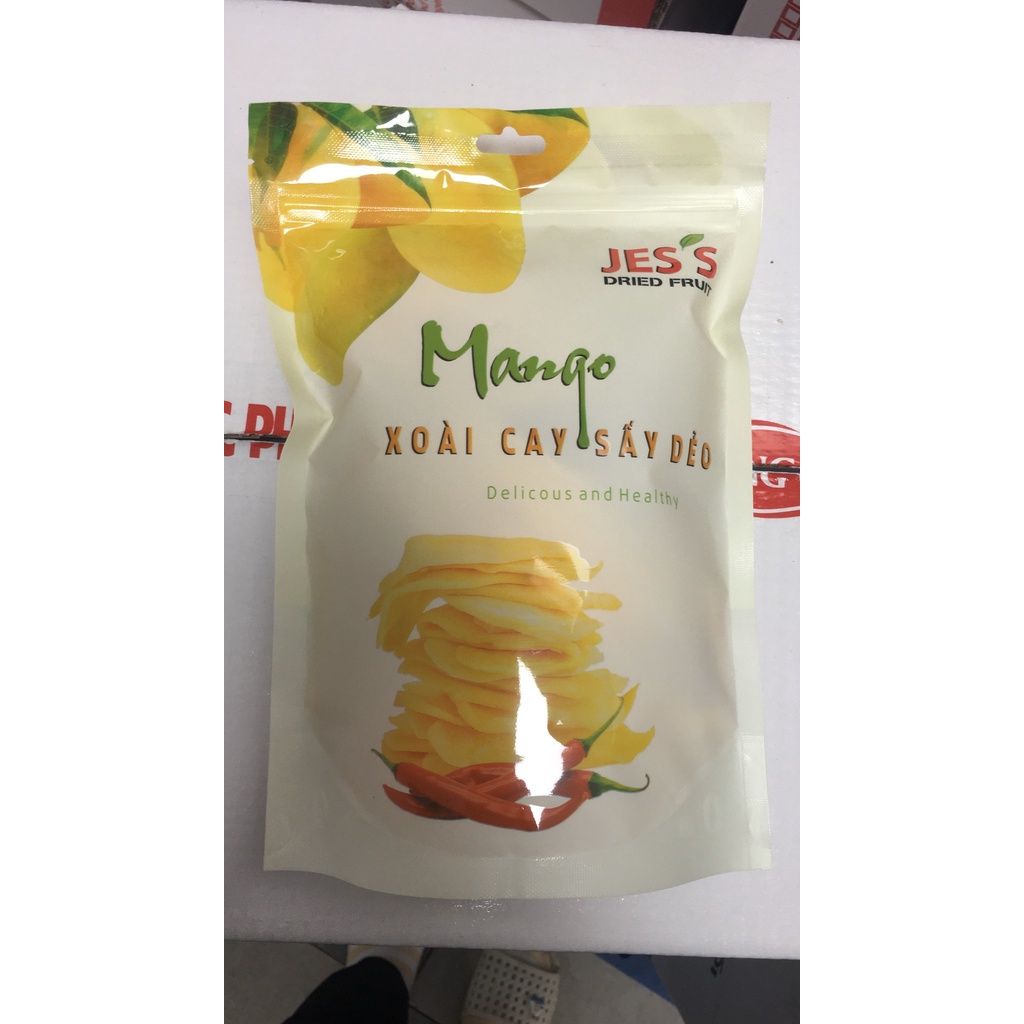 JES'S
DRIED FRUIT
Mango
XOÀI CAY SẤY DẺO
Delicous and Healthy